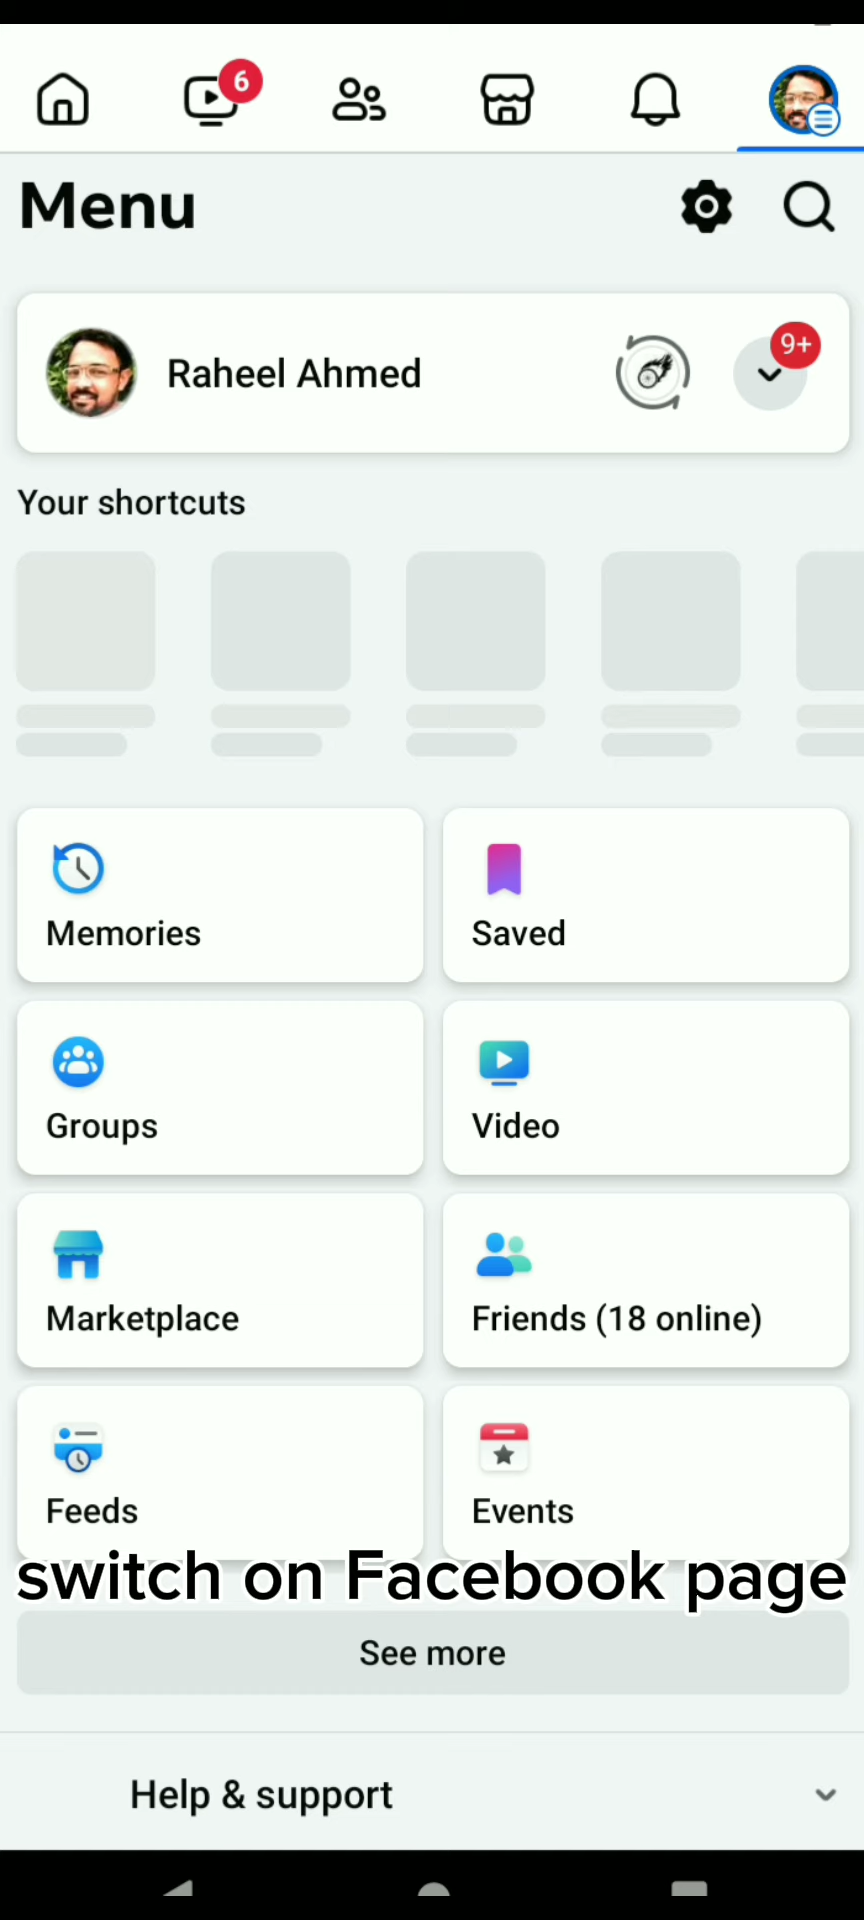 6
Menu
Raheel Ahmed
9+
Your shortcuts
Memories
Saved
Groups
Video
Marketplace
Friends (18 online)
Feeds
Events
switch on Facebook page
See more
Help & support